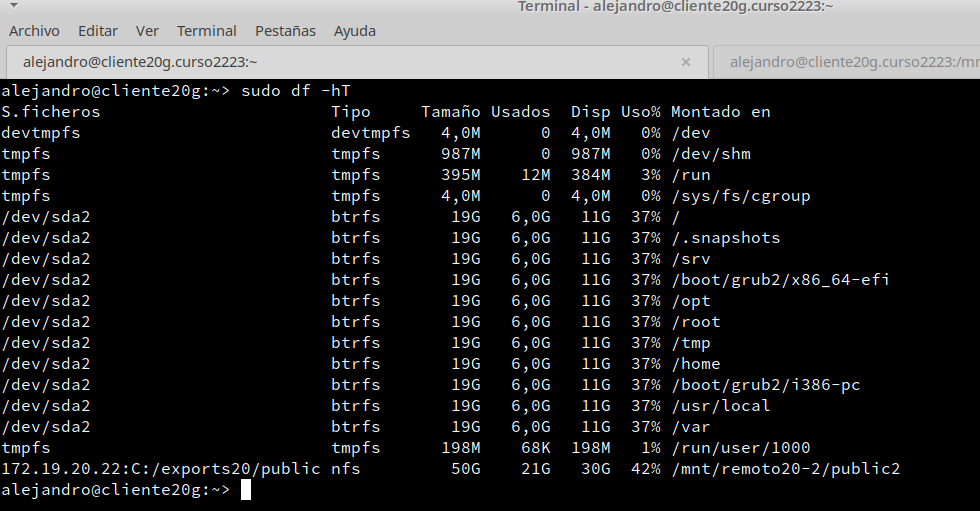 Terminal - alejandro@cliente20g.curso2223:~
Archivo Editar Ver Terminal Pestañas Ayuda
alejandro@cliente20g.curso2223:~ × alejandro@cliente20g.curso2223:/mn
alejandro@cliente20g:~> sudo df -hT
S.ficheros Tipo Tamaño Usados Disp Uso% Montado en
devtmpfs devtmpfs 4,0M 0 4,0M 0% /dev
tmpfs tmpfs 987M 0 987M 0% /dev/shm
tmpfs tmpfs 395M 12M 384M 3% /run
tmpfs tmpfs 4,0M 0 4,0M 0% /sys/fs/cgroup
/dev/sda2 btrfs 19G 6,0G 11G 37% /
/dev/sda2 btrfs 19G 6,0G 11G 37% /.snapshots
/dev/sda2 btrfs 19G 6,0G 11G 37% /srv
/dev/sda2 btrfs 19G 6,0G 11G 37% /boot/grub2/x86_64-efi
/dev/sda2 btrfs 19G 6,0G 11G 37% /opt
/dev/sda2 btrfs 19G 6,0G 11G 37% /root
/dev/sda2 btrfs 19G 6,0G 11G 37% /tmp
/dev/sda2 btrfs 19G 6,0G 11G 37% /home
/dev/sda2 btrfs 19G 6,0G 11G 37% /boot/grub2/i386-pc
/dev/sda2 btrfs 19G 6,0G 11G 37% /usr/local
/dev/sda2 btrfs 19G 6,0G 11G 37% /var
tmpfs tmpfs 198M 68K 198M 1% /run/user/1000
172.19.20.22:C:/exports20/public nfs 50G 21G 30G 42% /mnt/remoto20-2/public2
alejandro@cliente20g:~>